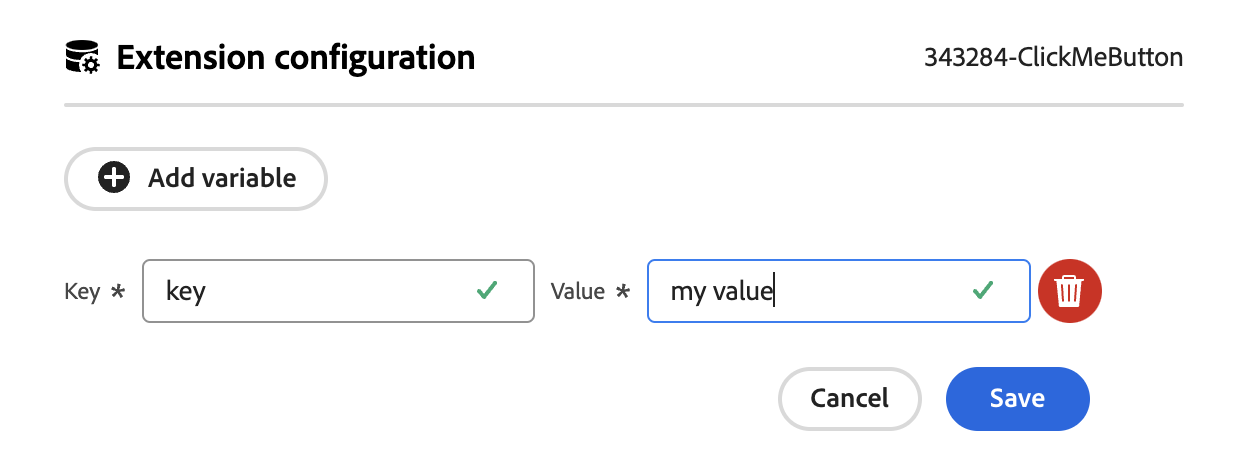 Extension configuration 343284-ClickMeButton
Add variable
Key * key Value * my value
Cancel Save